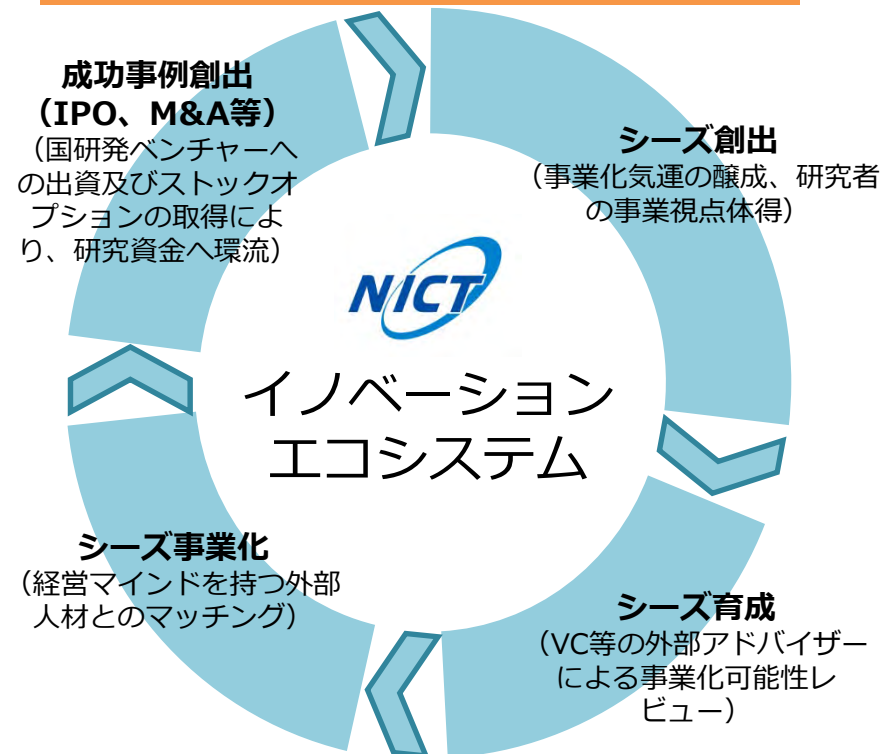 成功事例創出
（IPO、M&A等）
（国研発ベンチャーへ
の出資及びストックオ
プションの取得によ
り、研究資金へ環流）
シーズ創出
（事業化気運の醸成、研究者
の事業視点体得）
NICT
イノベーション
エコシステム
シーズ事業化
（経営マインドを持つ外部
人材とのマッチング）
シーズ育成
（VC等の外部アドバイザー
による事業化可能性レ
ビュー）